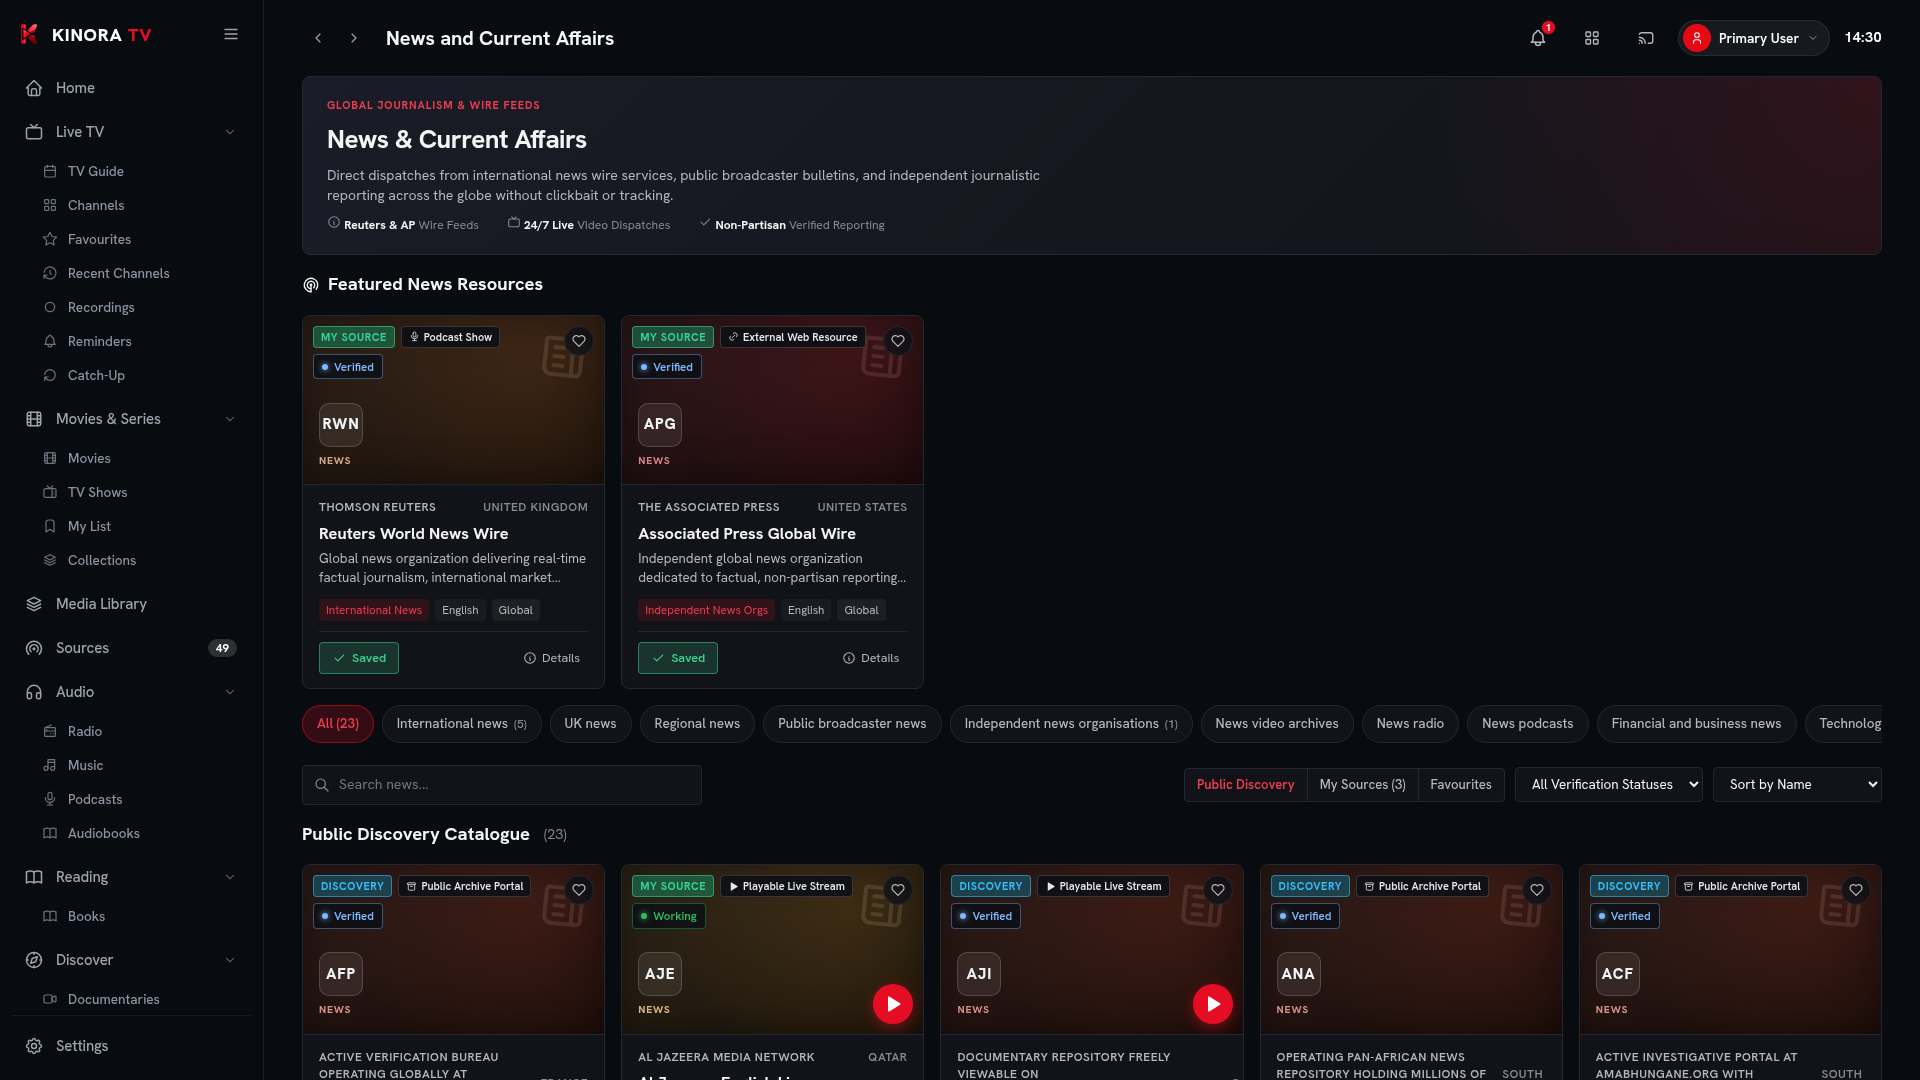 KINORA TV
Home
Live TV
TV Guide
Channels
Favourites
Recent Channels
Recordings
Reminders
Catch-Up
Movies & Series
Movies
TV Shows
My List
Collections
Media Library
Sources 49
Audio
Radio
Music
Podcasts
Audiobooks
Reading
Books
Discover
Documentaries
Settings
News and Current Affairs
1
Primary User
14:30
GLOBAL JOURNALISM & WIRE FEEDS
News & Current Affairs
Direct dispatches from international news wire services, public broadcaster bulletins, and independent journalistic
reporting across the globe without clickbait or tracking.
Reuters & AP Wire Feeds 24/7 Live Video Dispatches Non-Partisan Verified Reporting
Featured News Resources
MY SOURCE Podcast Show
Verified
RWN
NEWS
THOMSON REUTERS UNITED KINGDOM
Reuters World News Wire
Global news organization delivering real-time
factual journalism, international market...
International News English Global
Saved Details
MY SOURCE External Web Resource
Verified
APG
NEWS
THE ASSOCIATED PRESS UNITED STATES
Associated Press Global Wire
Independent global news organization
dedicated to factual, non-partisan reporting...
Independent News Orgs English Global
Saved Details
All (23) International news (5) UK news Regional news Public broadcaster news Independent news organisations (1) News video archives News radio News podcasts Financial and business news Technolog
Search news...
Public Discovery My Sources (3) Favourites All Verification Statuses Sort by Name
Public Discovery Catalogue (23)
DISCOVERY Public Archive Portal
Verified
AFP
NEWS
ACTIVE VERIFICATION BUREAU
OPERATING GLOBALLY AT
MY SOURCE Playable Live Stream
Working
AJE
NEWS
AL JAZEERA MEDIA NETWORK QATAR
DISCOVERY Playable Live Stream
Verified
AJI
NEWS
DOCUMENTARY REPOSITORY FREELY
VIEWABLE ON
DISCOVERY Public Archive Portal
Verified
ANA
NEWS
OPERATING PAN-AFRICAN NEWS
REPOSITORY HOLDING MILLIONS OF SOUTH
DISCOVERY Public Archive Portal
Verified
ACF
NEWS
ACTIVE INVESTIGATIVE PORTAL AT
AMABHUNGANE.ORG WITH SOUTH